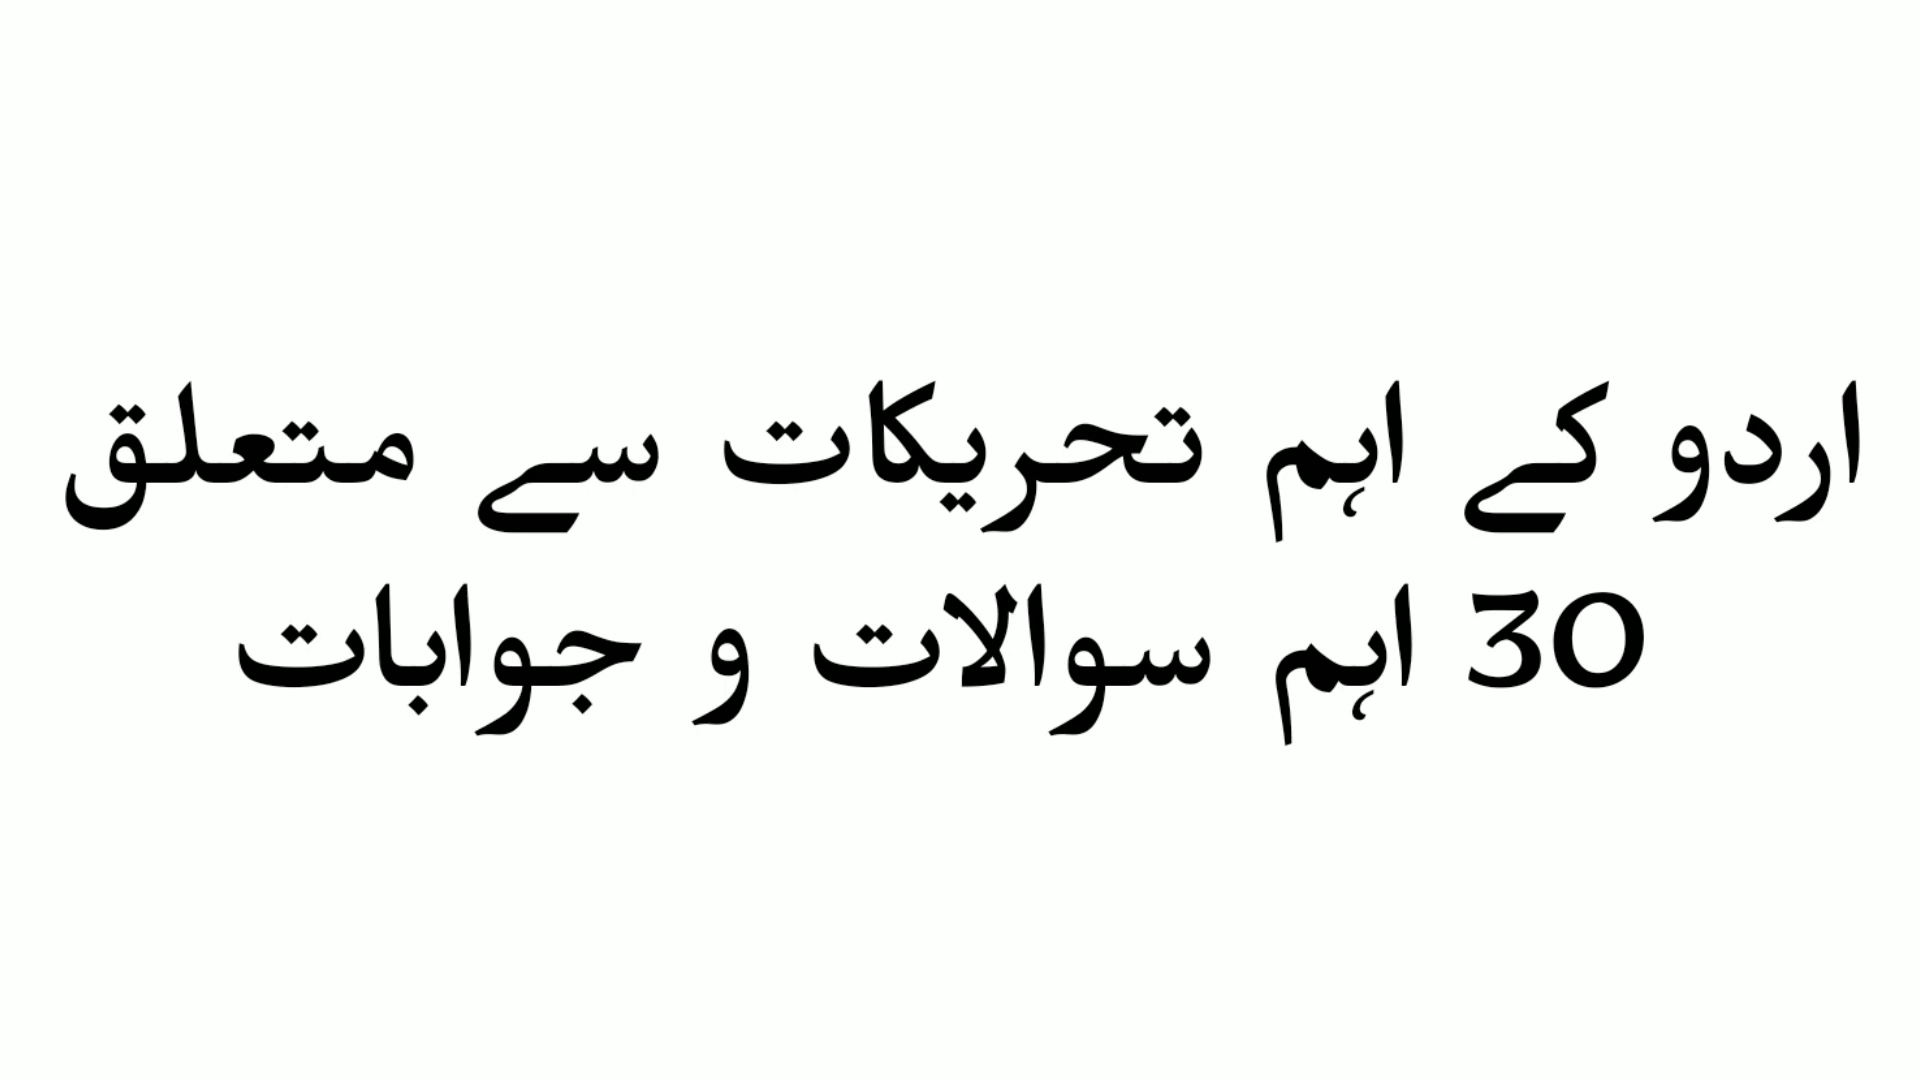 اردو کے اہم تحریکات سے متعلق
30 اہم سوالات و جوابات